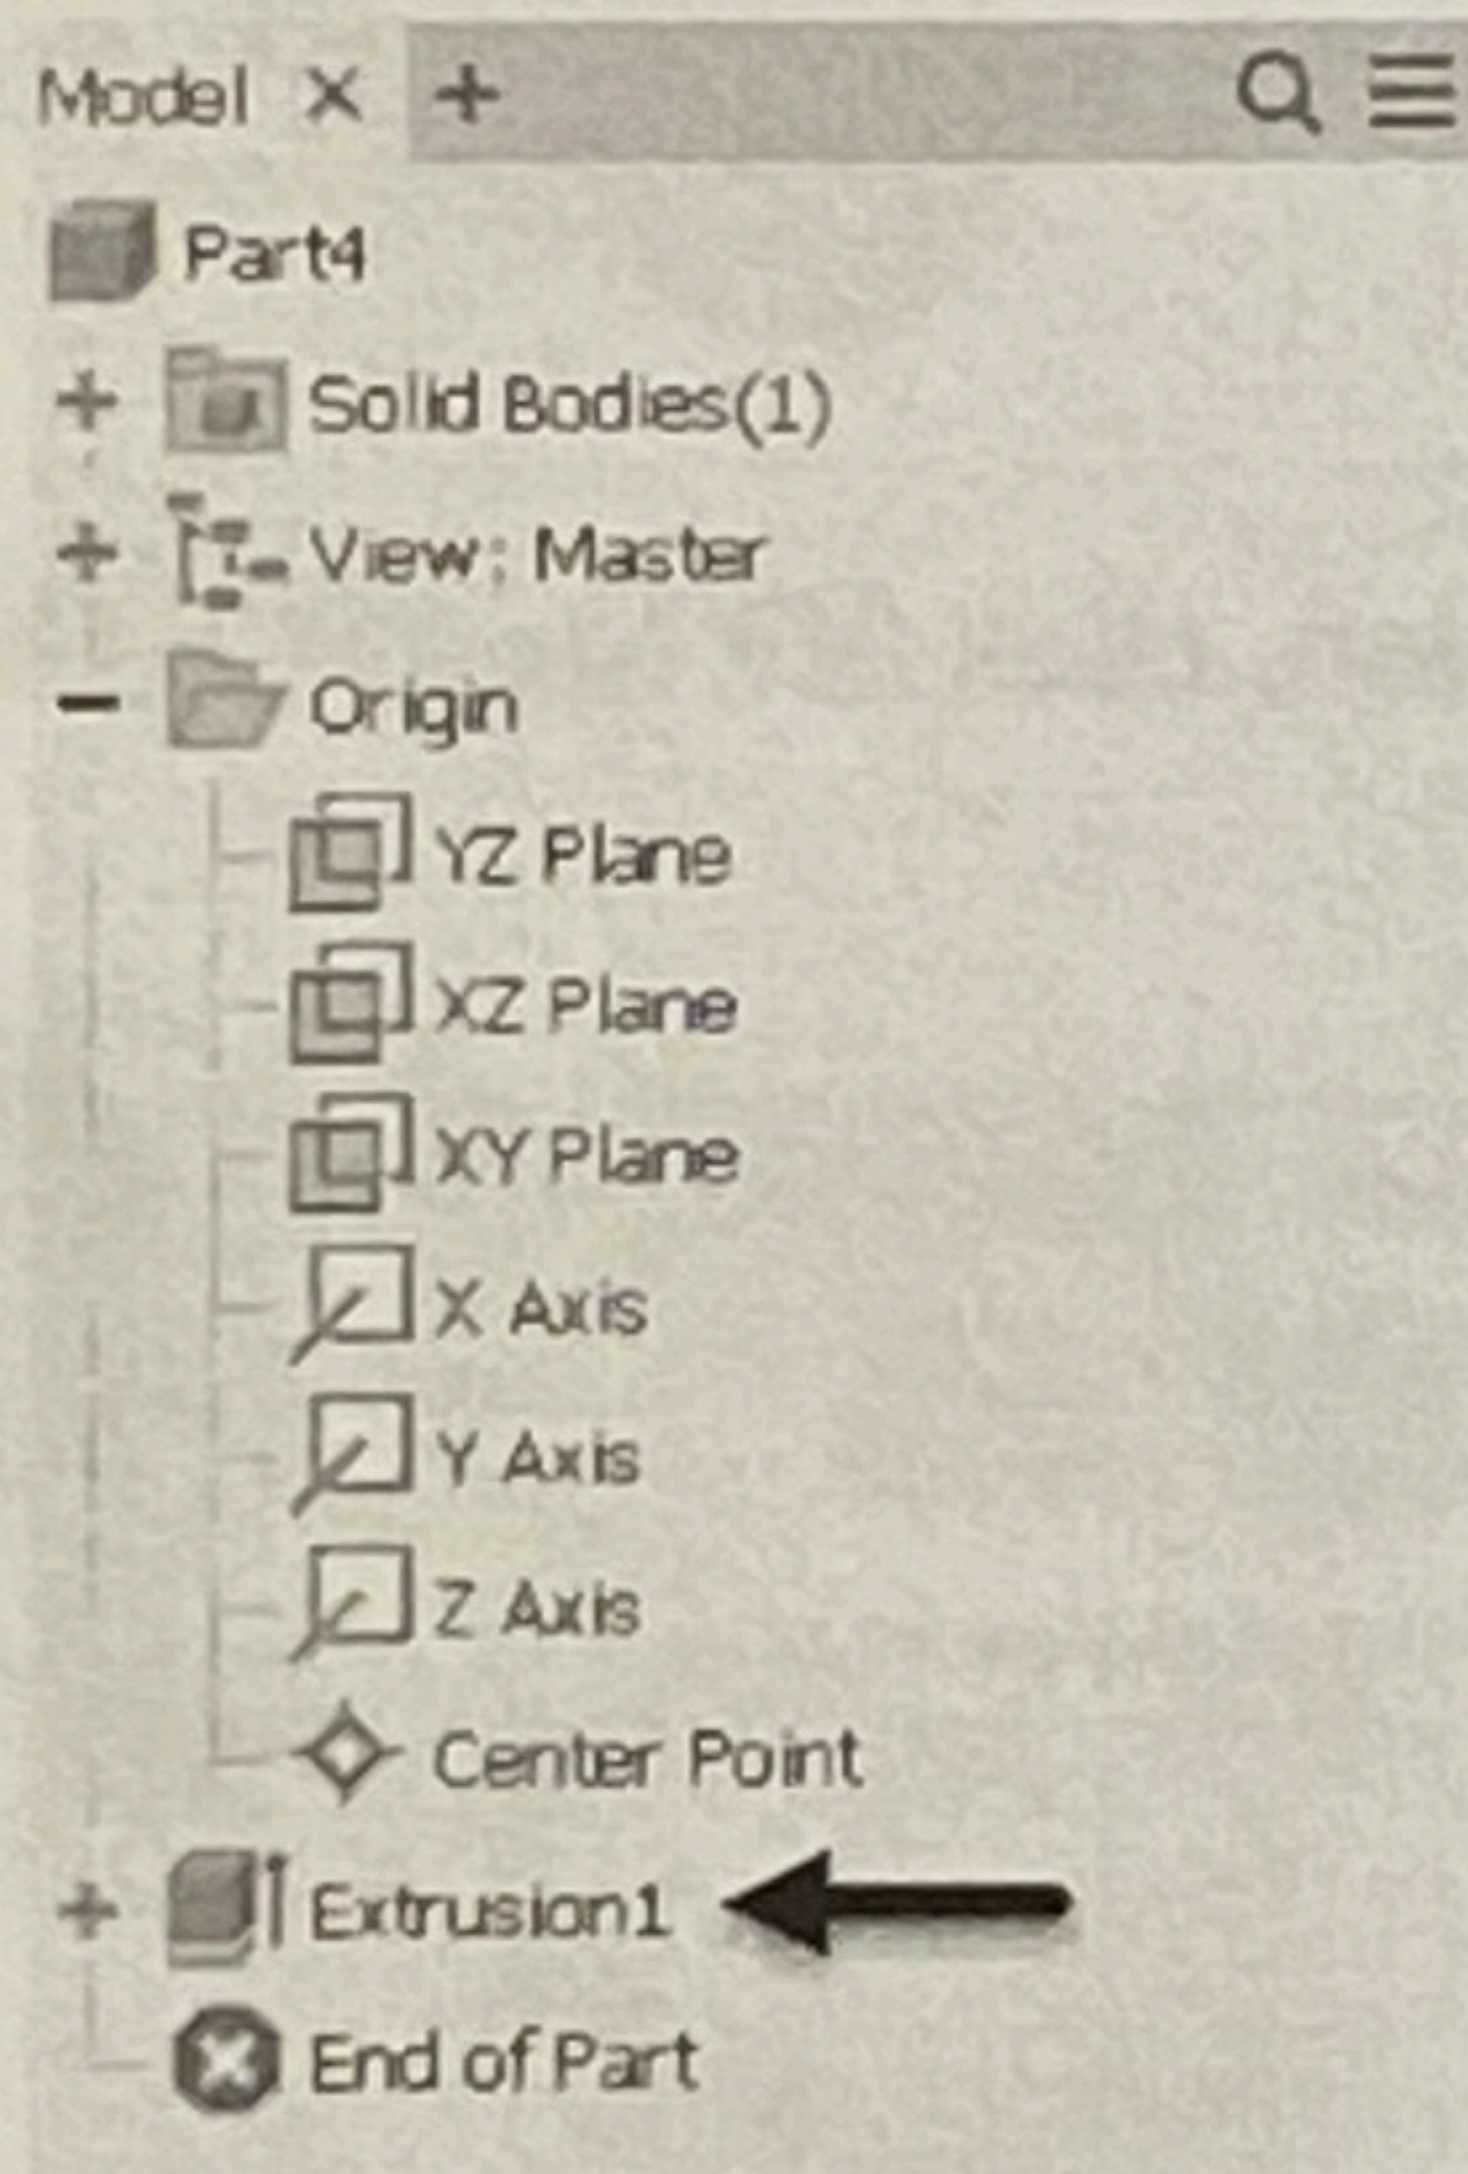 Model × +
Part4
+ Solid Bodies(1)
+ View: Master
− Origin
YZ Plane
XZ Plane
XY Plane
X Axis
Y Axis
Z Axis
Center Point
+ Extrusion1
End of Part